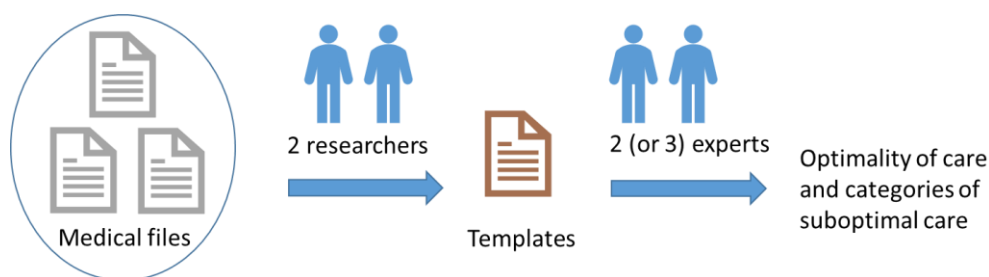 2 researchers
2 (or 3) experts
Optimality of care
and categories of
suboptimal care
Medical files
Templates